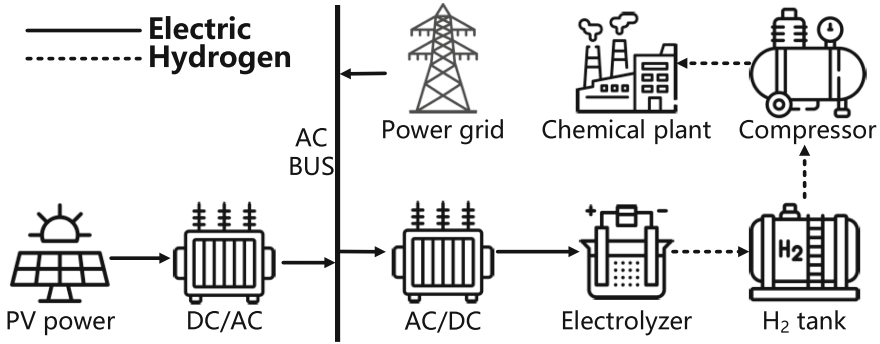 Electric
Hydrogen
AC
BUS
Power grid
Chemical plant
Compressor
+
−
H₂
PV power
DC/AC
AC/DC
Electrolyzer
H₂ tank